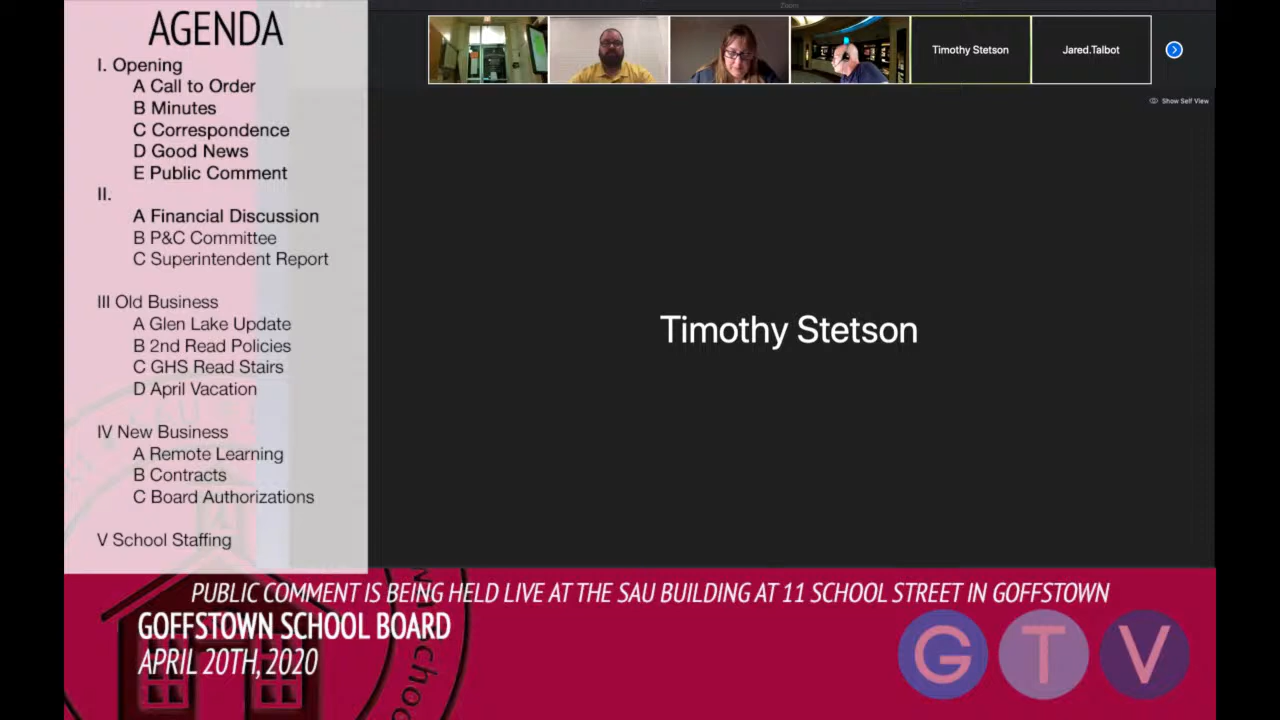 AGENDA
I. Opening
A Call to Order
B Minutes
C Correspondence
D Good News
E Public Comment
II.
A Financial Discussion
B P&C Committee
C Superintendent Report
III Old Business
A Glen Lake Update
B 2nd Read Policies
C GHS Read Stairs
D April Vacation
IV New Business
A Remote Learning
B Contracts
C Board Authorizations
V School Staffing
Zoom
Timothy Stetson
Jared.Talbot
Show Self View
Timothy Stetson
PUBLIC COMMENT IS BEING HELD LIVE AT THE SAU BUILDING AT 11 SCHOOL STREET IN GOFFSTOWN
GOFFSTOWN SCHOOL BOARD
APRIL 20TH, 2020
G T V